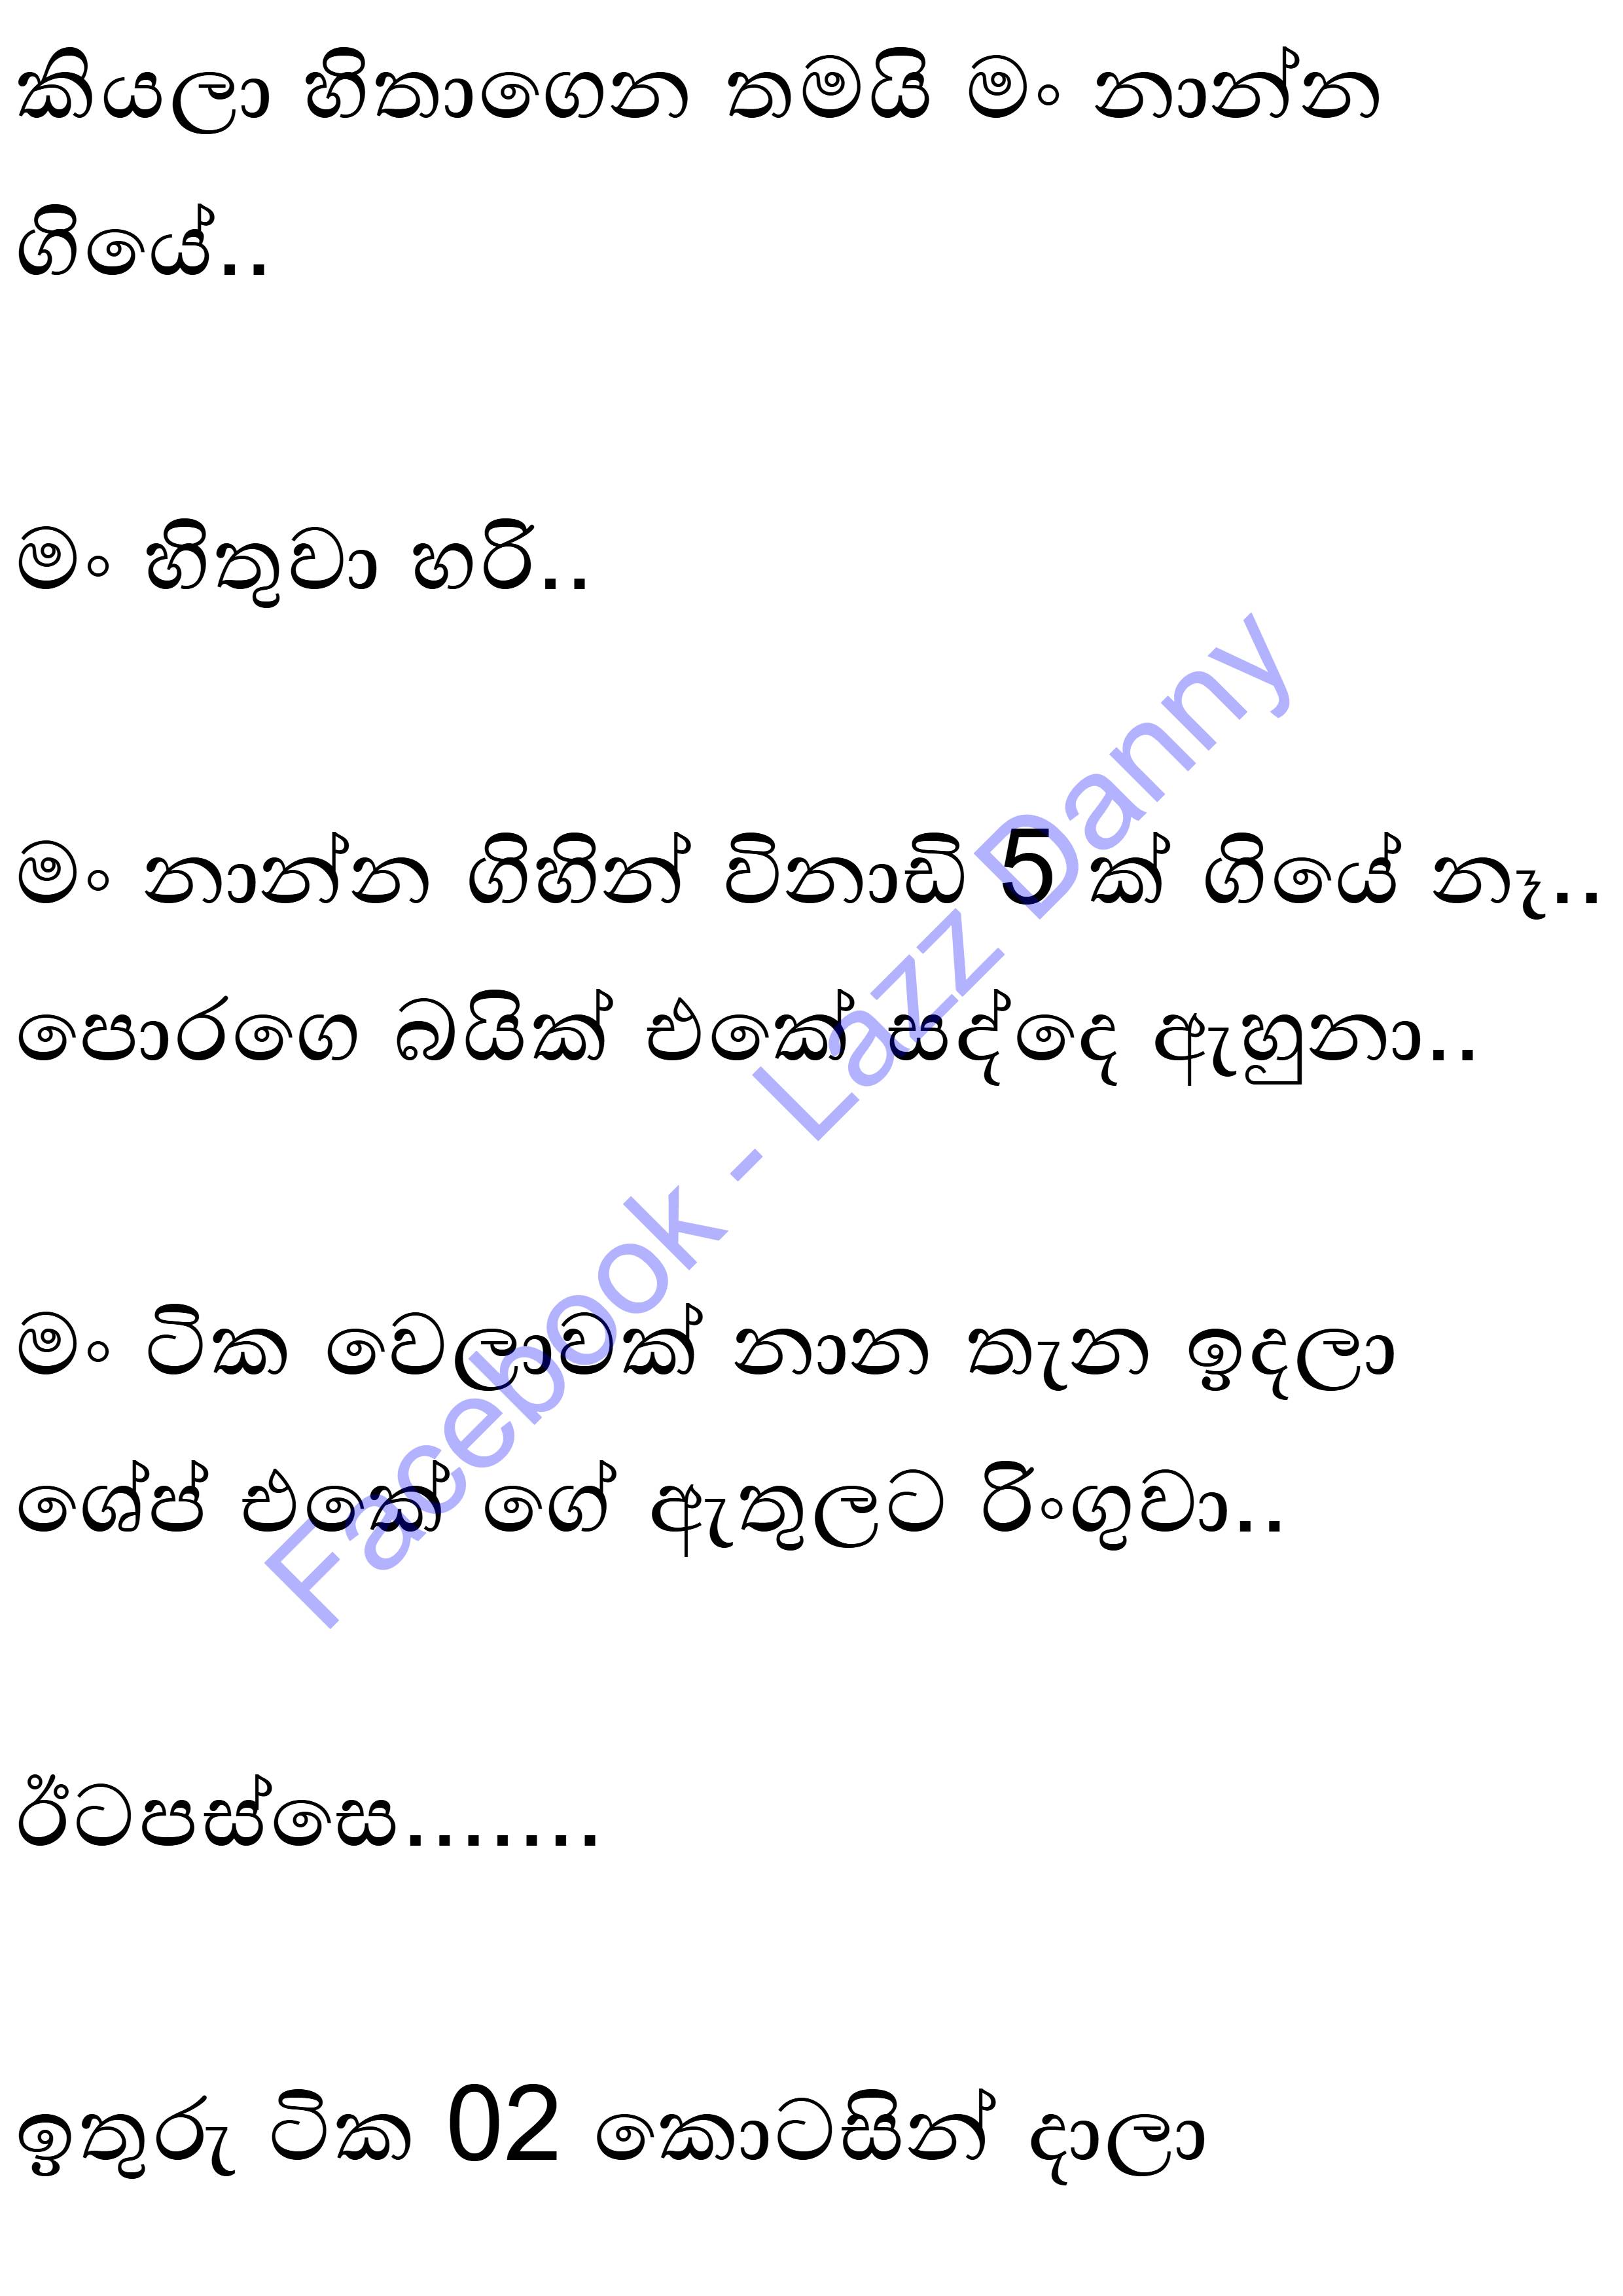 කියලා හිතාගෙන තමයි මං නාන්න
ගියේ..
මං හිතුවා හරි..
මං නාන්න ගිහින් විනාඩි 5 ක් ගියේ නෑ..
පොරගෙ බයික් එකේ සද්දෙ ඇහුනා..
මං ටික වෙලාවක් නාන තැන ඉදලා
ශේප් එකේ ගේ ඇතුලට රිංගුවා..
ඊටපස්සෙ.......
ඉතුරු ටික 02 කොටසින් දාලා
Facebook - Lazz Danny